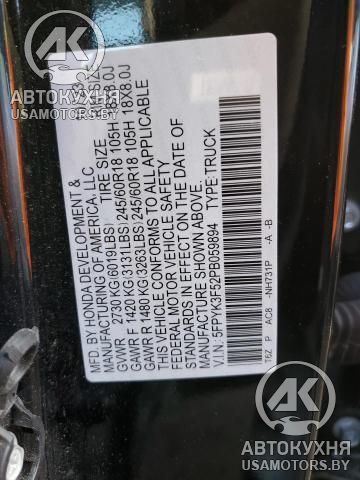 АВТОКУХНЯ
USAMOTORS.BY
MFD. BY HONDA DEVELOPMENT &
MANUFACTURING OF AMERICA, LLC
TIRE SIZE
GVWR 2730 KG(6019LBS)
GAWR F 1420 KG(3131LBS) 245/60R18 105H 18X8.0J
GAWR R 1480 KG(3263LBS) 245/60R18 105H 18X8.0J
THIS VEHICLE CONFORMS TO ALL APPLICABLE
FEDERAL MOTOR VEHICLE SAFETY
STANDARDS IN EFFECT ON THE DATE OF
MANUFACTURE SHOWN ABOVE.
V.I.N.: 5FPYK3F52PB059894 TYPE:TRUCK
T6Z P AC8 -NH731P -A -B
АВТОКУХНЯ
USAMOTORS.BY